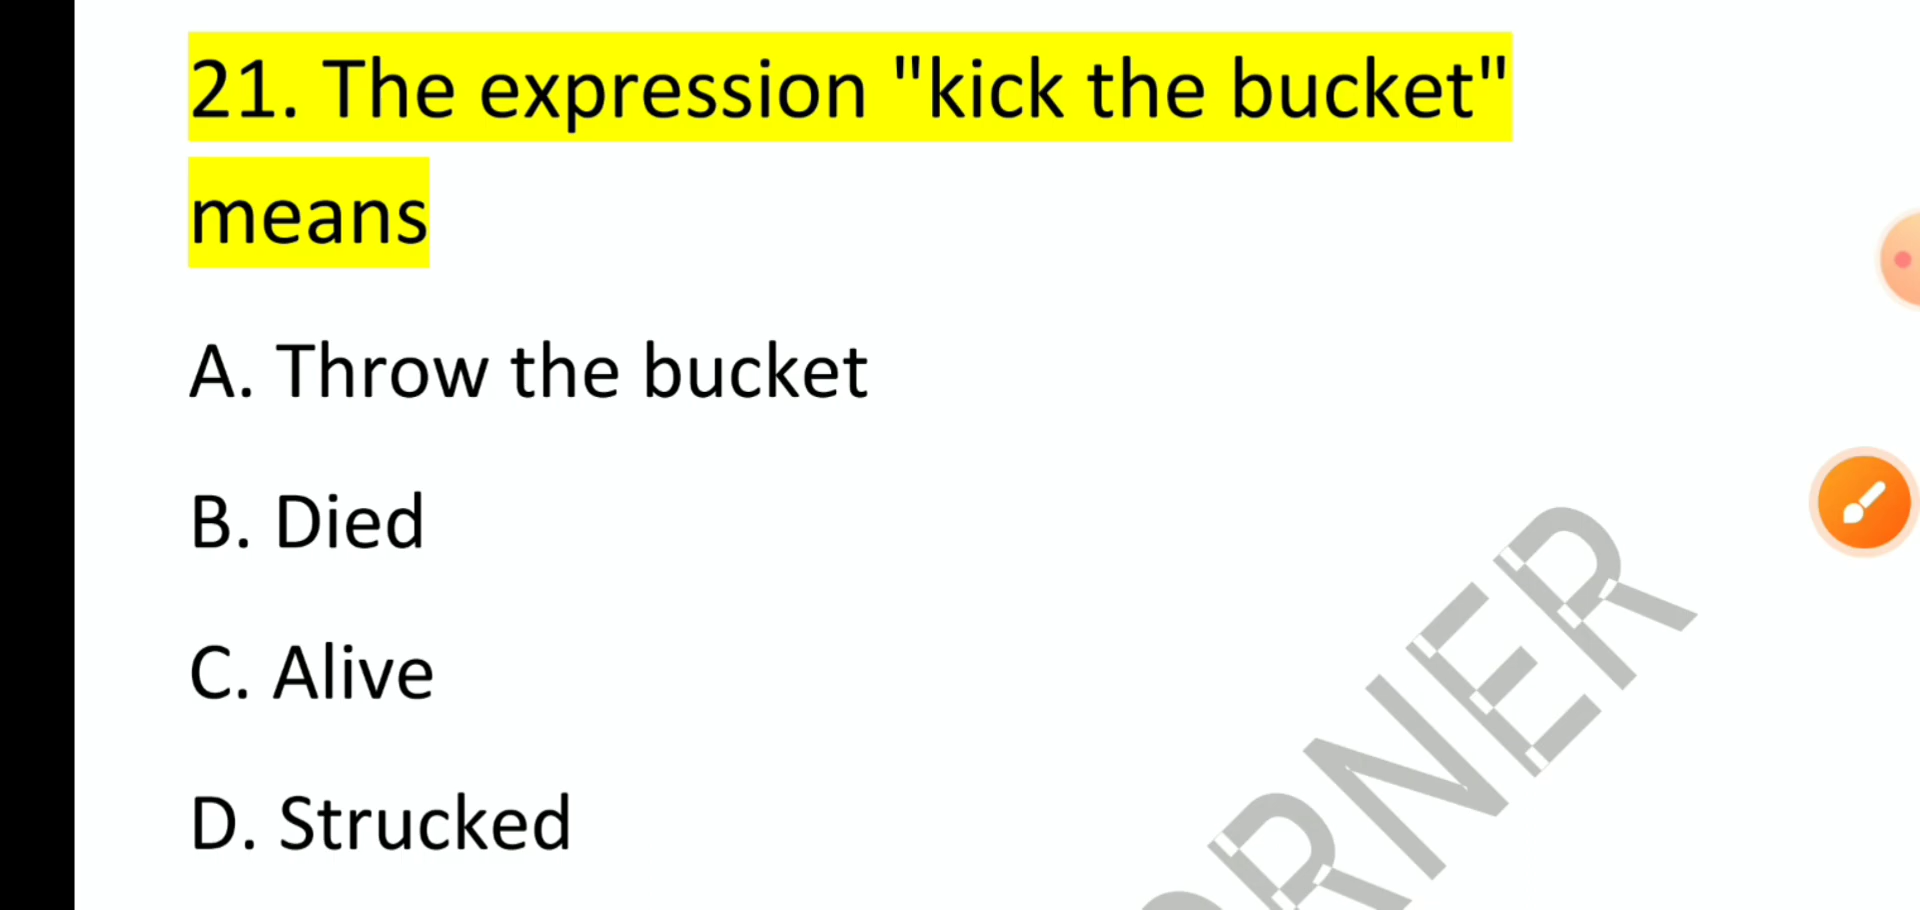 21. The expression "kick the bucket"
means
A. Throw the bucket
B. Died
C. Alive
D. Strucked